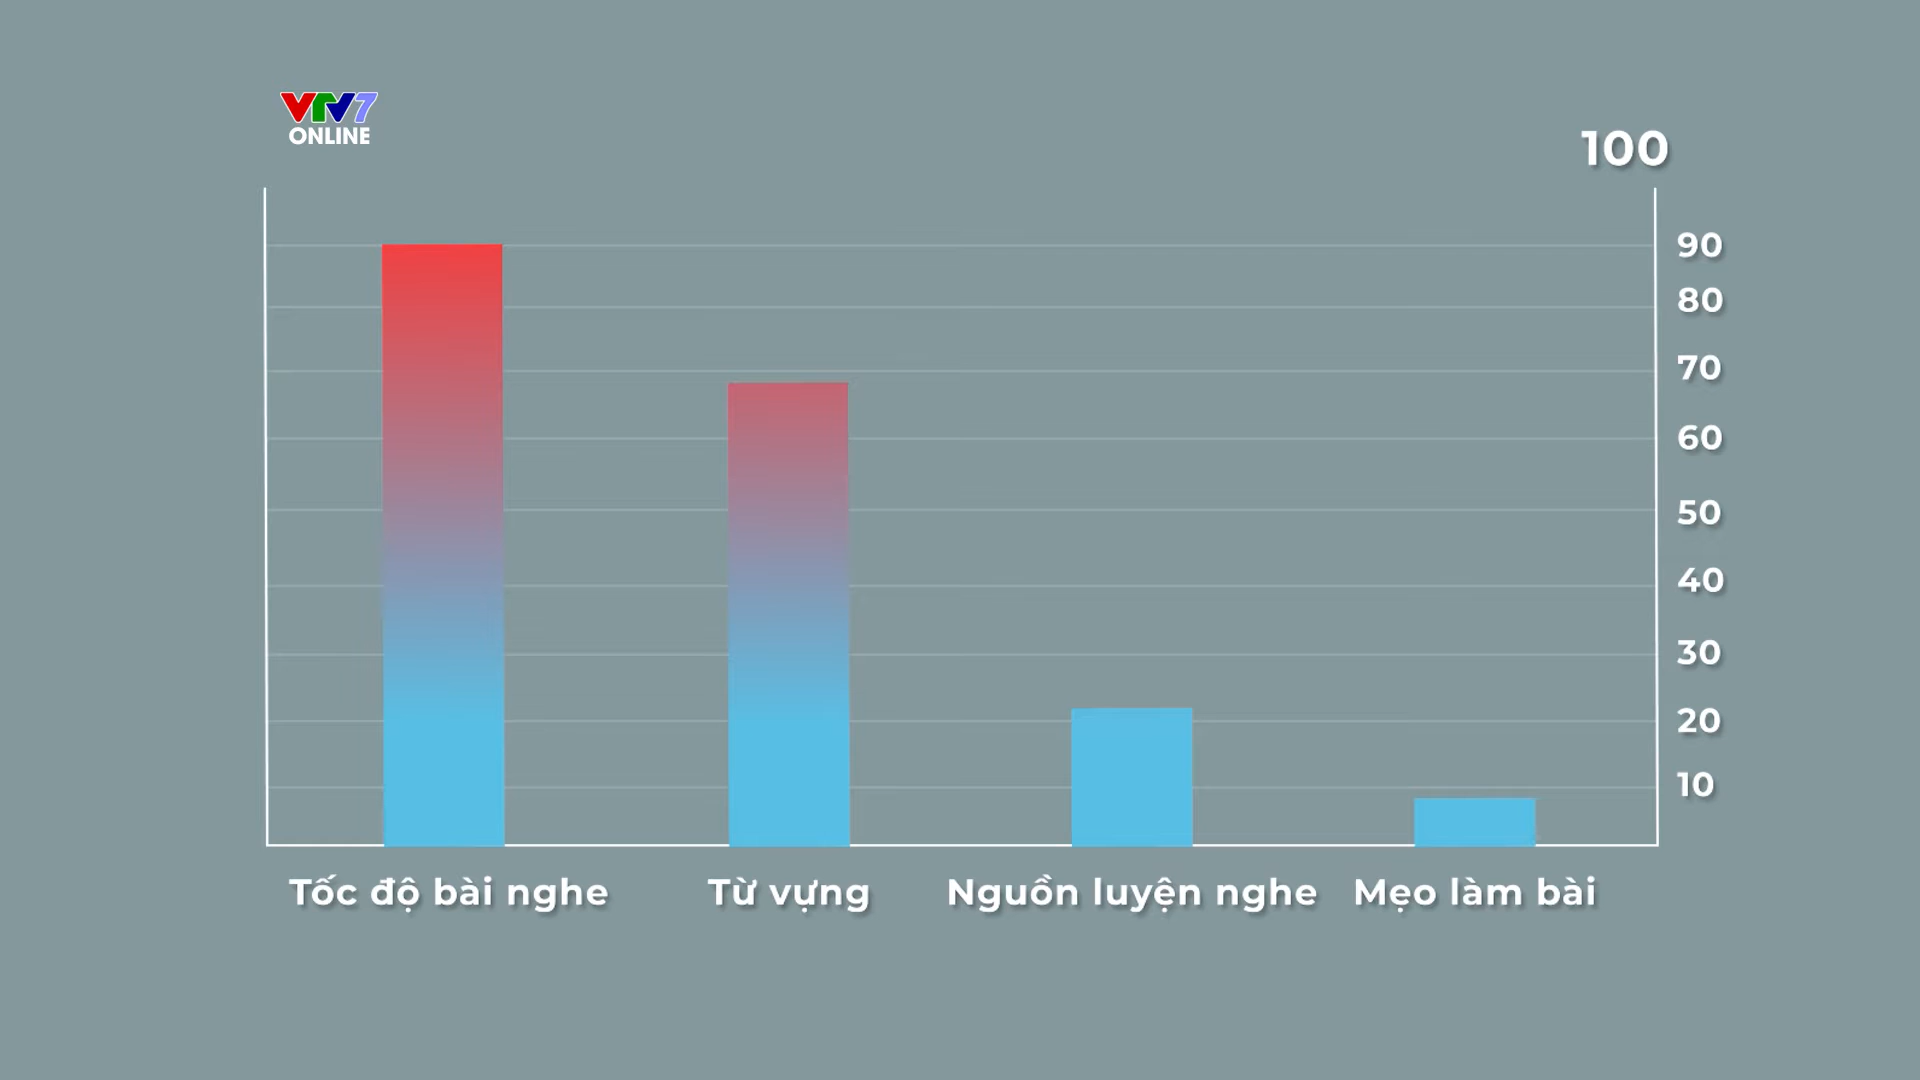 VTV7
ONLINE
100
90
80
70
60
50
40
30
20
10
Tốc độ bài nghe
Từ vựng
Nguồn luyện nghe
Mẹo làm bài